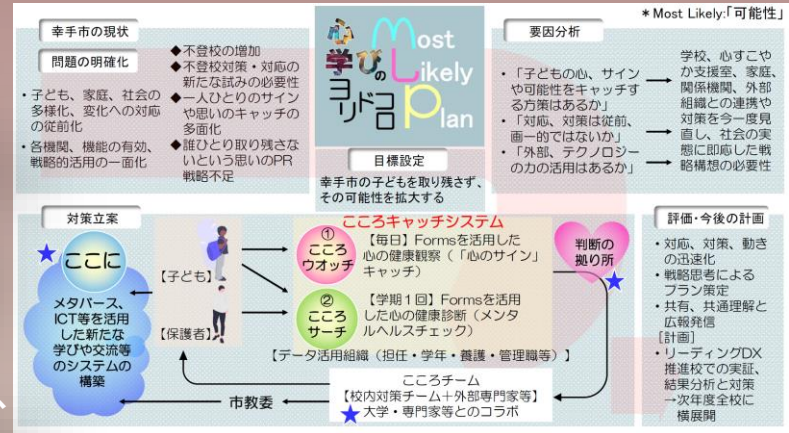 ＊Most Likely:「可能性」
幸手市の現状
問題の明確化
・子ども、家庭、社会の
多様化、変化への対応
の従前化
・各機関、機能の有効、
戦略的活用の一面化
◆不登校の増加
◆不登校対策・対応の
新たな試みの必要性
◆一人ひとりのサイン
や思いのキャッチの
多面化
◆誰ひとり取り残さな
いという思いのPR
戦略不足
心
学びの
ヨリドコロ
Most
Likely
Plan
目標設定
幸手市の子どもを取り残さず、
その可能性を拡大する
要因分析
・「子どもの心、サイン
や可能性をキャッチす
る方策はあるか」
・「対応、対策は従前、
画一的ではないか」
・「外部、テクノロジー
の力の活用はあるか」
学校、心すこや
か支援室、家庭、
関係機関、外部
組織との連携や
対策を今一度見
直し、社会の実
態に即応した戦
略構想の必要性
対策立案
ここに
メタバース、
ICT等を活用
した新たな
学びや交流等
のシステムの
構築
【子ども】
【保護者】
こころキャッチシステム
①
こころ
ウオッチ
【毎日】Formsを活用した
心の健康観察（「心のサイン」
キャッチ）
②
こころ
サーチ
【学期１回】Formsを活用
した心の健康診断（メンタ
ルヘルスチェック）
【データ活用組織（担任・学年・養護・管理職等）】
判断の
拠り所
こころチーム
【校内対策チーム＋外部専門家等】
大学・専門家等とのコラボ
市教委
評価・今後の計画
・対応、対策、動き
の迅速化
・戦略思考による
プラン策定
・共有、共通理解と
広報発信
［計画］
・リーディングDX
推進校での実証、
結果分析と対策
→次年度全校に
横展開